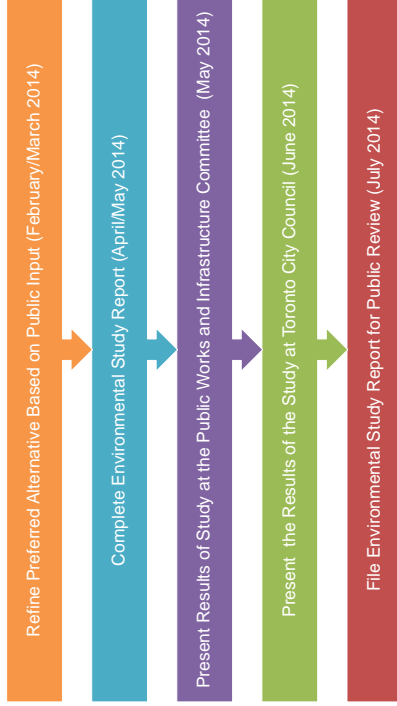 Refine Preferred Alternative Based on Public Input (February/March 2014)
Complete Environmental Study Report (April/May 2014)
Present Results of Study at the Public Works and Infrastructure Committee (May 2014)
Present the Results of the Study at Toronto City Council (June 2014)
File Environmental Study Report for Public Review (July 2014)